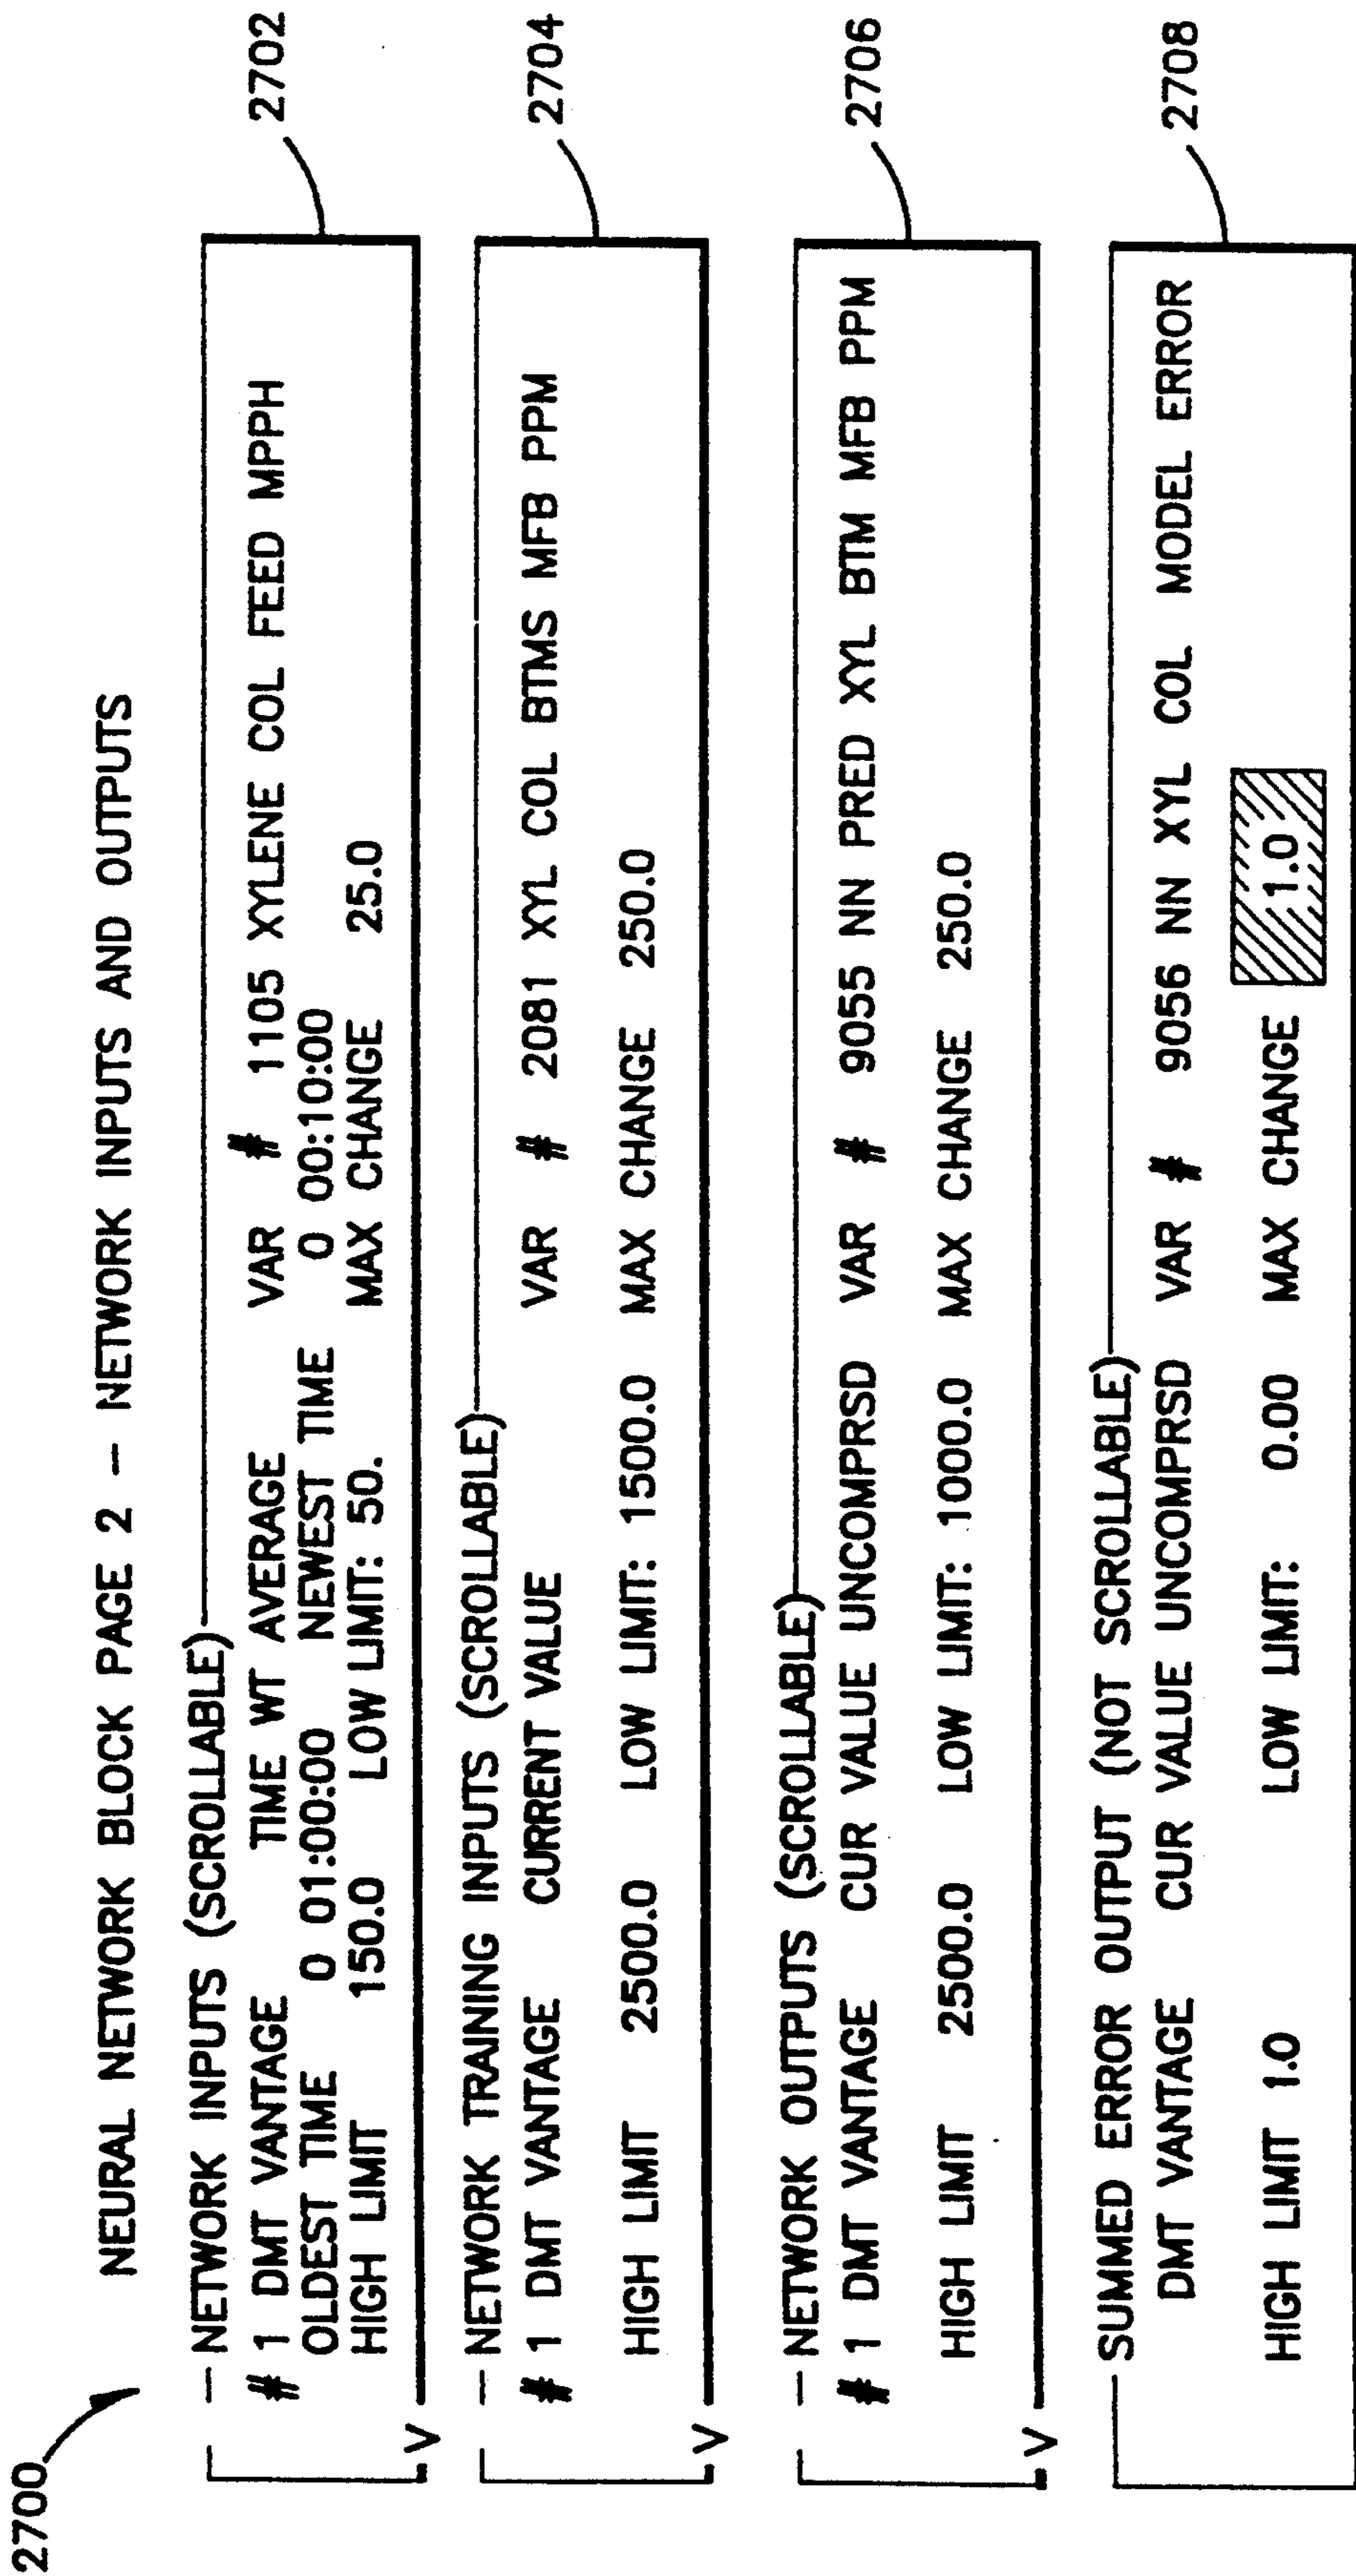 2700
NEURAL NETWORK BLOCK PAGE 2 — NETWORK INPUTS AND OUTPUTS
NETWORK INPUTS (SCROLLABLE)
2702
# 1 DMT VANTAGE TIME WT AVERAGE VAR # 1105 XYLENE COL FEED MPPH
OLDEST TIME 0 01:00:00 NEWEST TIME 0 00:10:00
HIGH LIMIT 150.0 LOW LIMIT: 50. MAX CHANGE 25.0
V
NETWORK TRAINING INPUTS (SCROLLABLE)
2704
# 1 DMT VANTAGE CURRENT VALUE VAR # 2081 XYL COL BTMS MFB PPM
HIGH LIMIT 2500.0 LOW LIMIT: 1500.0 MAX CHANGE 250.0
V
NETWORK OUTPUTS (SCROLLABLE)
2706
# 1 DMT VANTAGE CUR VALUE UNCOMPRSD VAR # 9055 NN PRED XYL BTM MFB PPM
HIGH LIMIT 2500.0 LOW LIMIT: 1000.0 MAX CHANGE 250.0
V
SUMMED ERROR OUTPUT (NOT SCROLLABLE)
2708
DMT VANTAGE CUR VALUE UNCOMPRSD VAR # 9056 NN XYL COL MODEL ERROR
HIGH LIMIT 1.0 LOW LIMIT: 0.00 MAX CHANGE 1.0